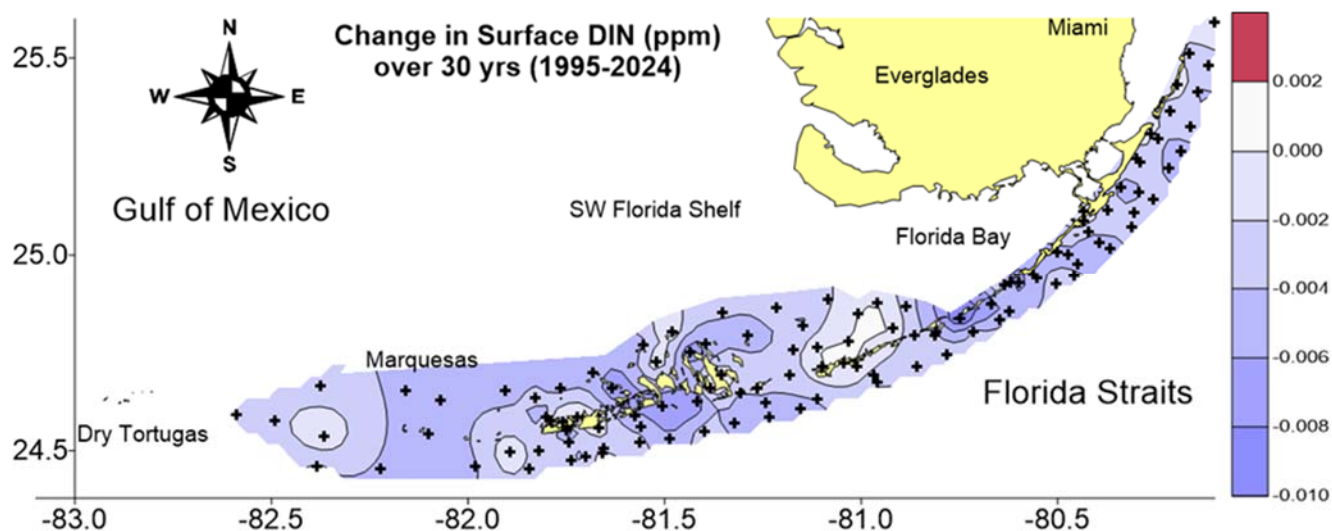 Change in Surface DIN (ppm)
over 30 yrs (1995-2024)
N
W E
S
Miami
Everglades
Gulf of Mexico
SW Florida Shelf
Florida Bay
Marquesas
Florida Straits
Dry Tortugas
25.5
25.0
24.5
-83.0 -82.5 -82.0 -81.5 -81.0 -80.5
0.002
0.000
-0.002
-0.004
-0.006
-0.008
-0.010